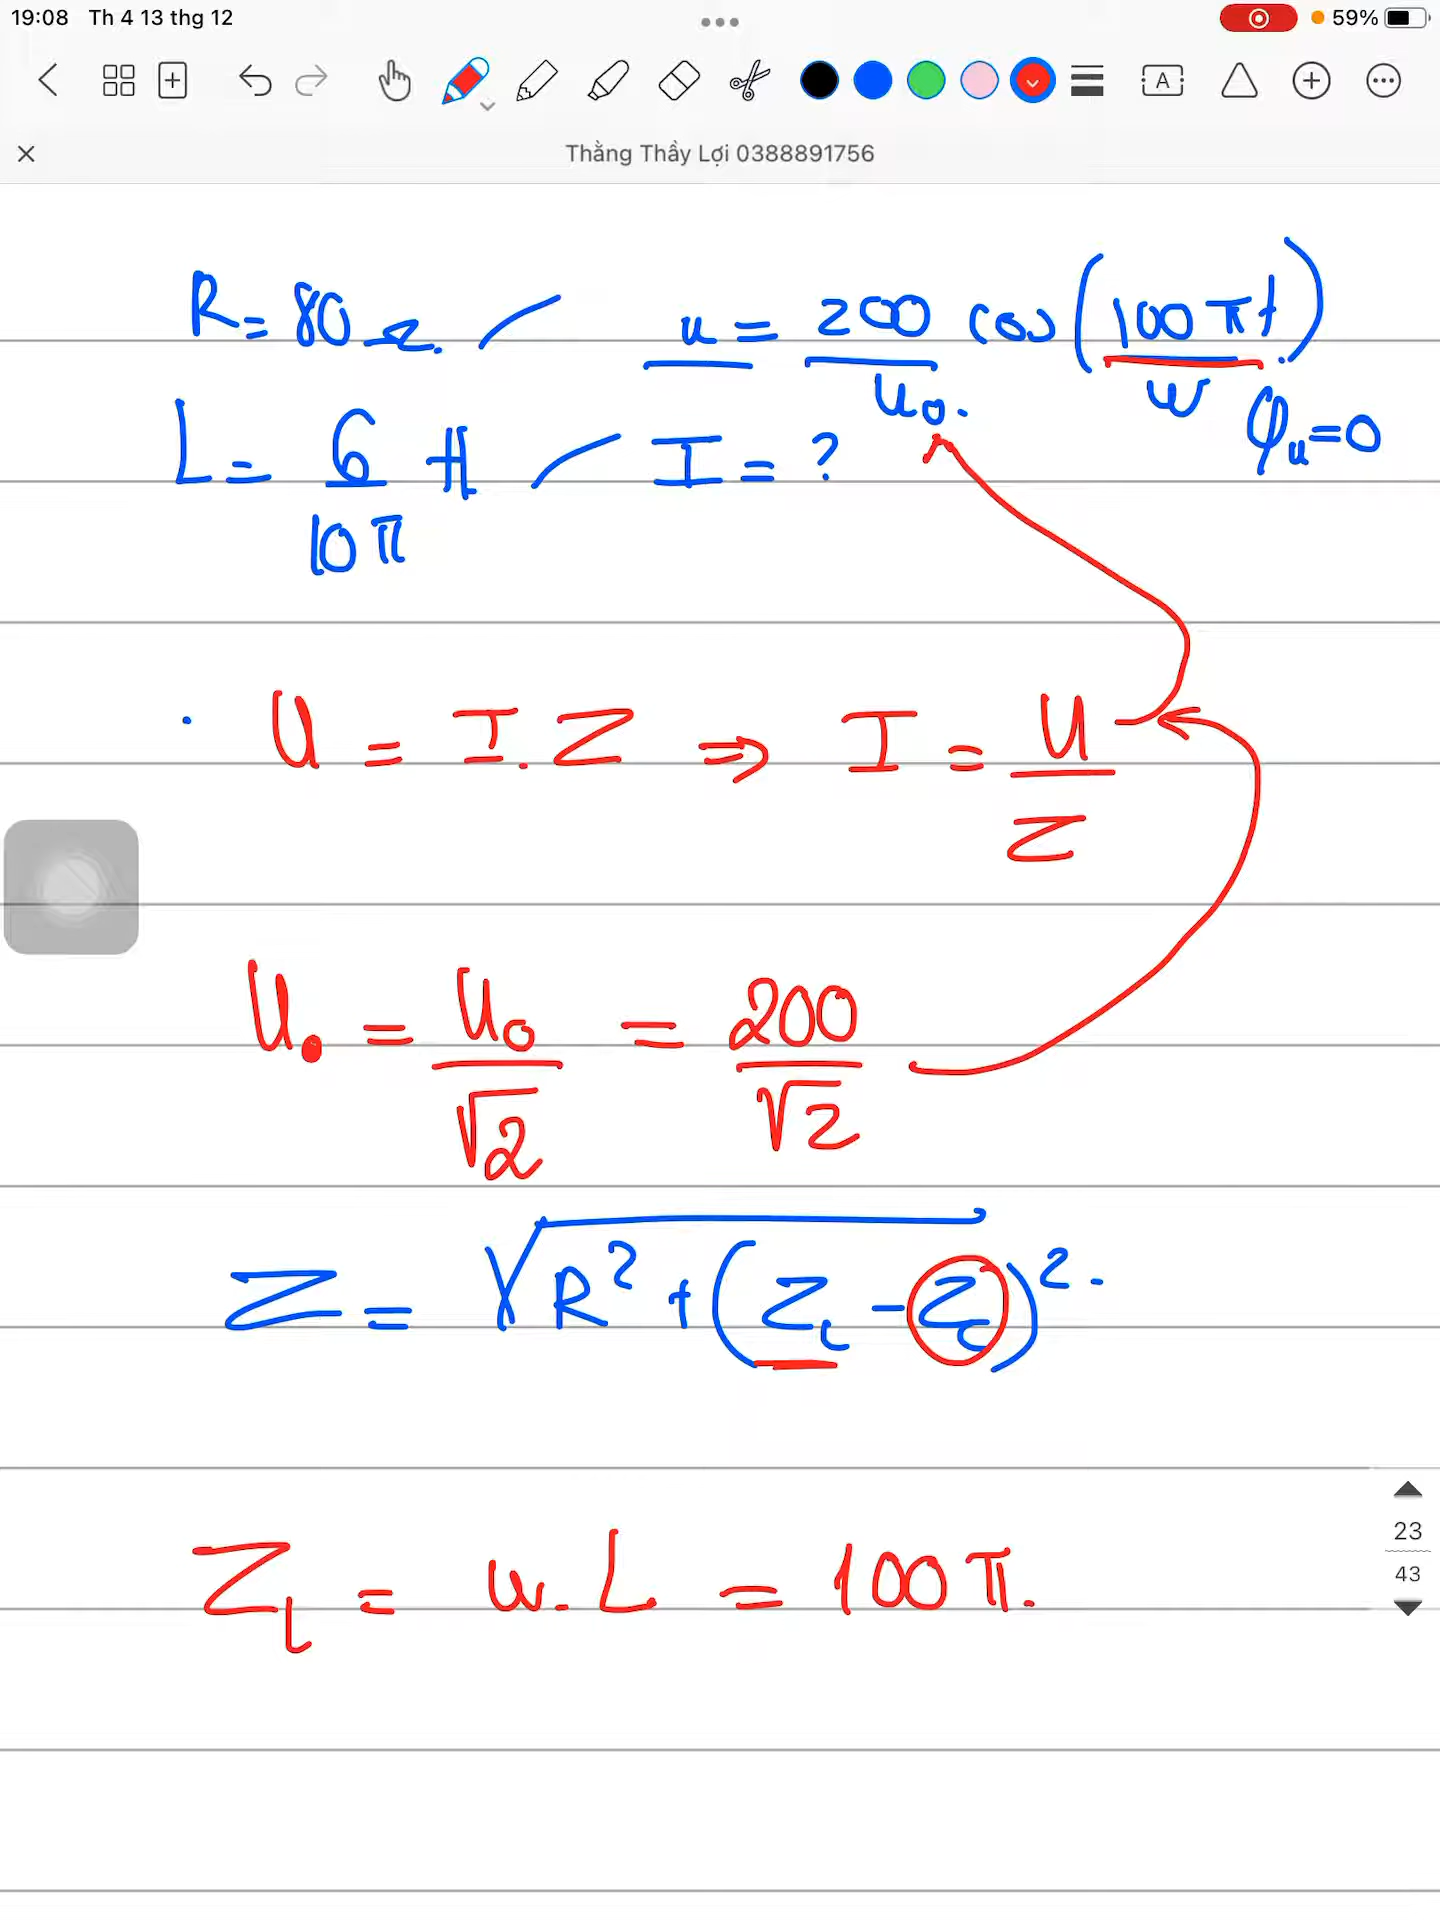 19:08 Th 4 13 thg 12 59%
A
Thằng Thầy Lợi 0388891756
R = 80Ω. u = 200 cos(100πt)
U₀. ω φᵤ=0
L = 6/10π H I = ?
U = I.Z ⇒ I = U/Z
U. = U₀/√2 = 200/√2
Z = √R² + (Z_L - Z_C)².
Z_L = ω.L = 100π.
23
43